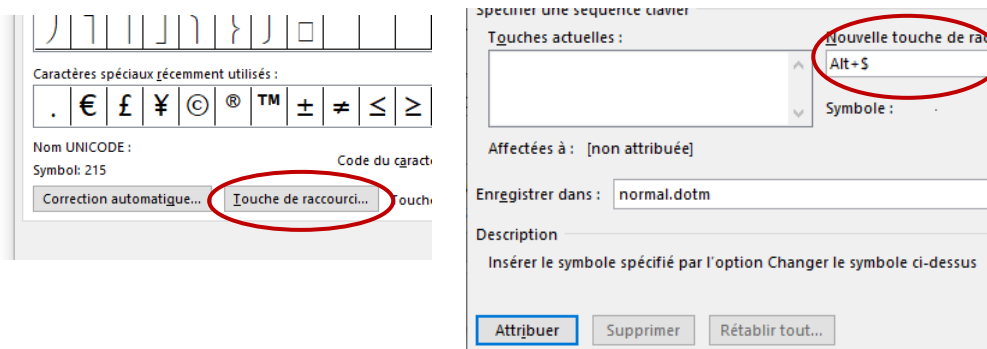 Caractères spéciaux récemment utilisés :
. € £ ¥ © ® ™ ± ≠ ≤ ≥
Nom UNICODE :
Symbol: 215
Code du caract
Correction automatique... Touche de raccourci... Touche
Spécifier une séquence clavier
Touches actuelles :
Nouvelle touche de rac
Alt+$
Symbole : .
Affectées à : [non attribuée]
Enregistrer dans : normal.dotm
Description
Insérer le symbole spécifié par l'option Changer le symbole ci-dessus
Attribuer Supprimer Rétablir tout...